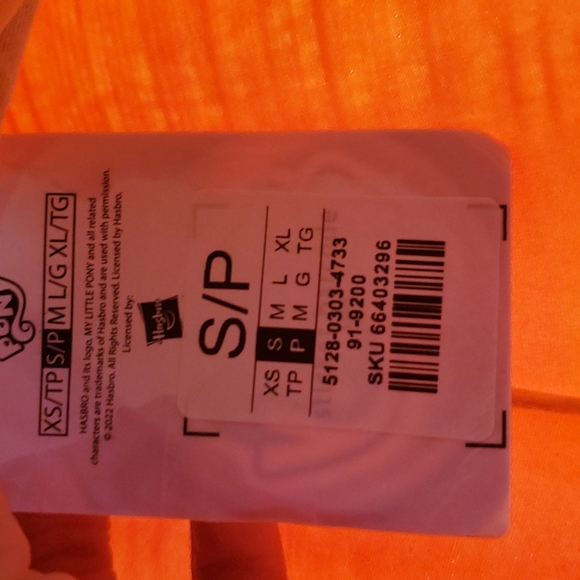 PONY
XS/TP S/P M L/G XL/TG
HASBRO and its logo, MY LITTLE PONY and all related
characters are trademarks of Hasbro and are used with permission.
© 2022 Hasbro. All Rights Reserved. Licensed by Hasbro.
Licensed by:
Hasbro
S/P
XS S M L XL
TP P M G TG
5128-0303-4733
91-9200
SKU 66403296